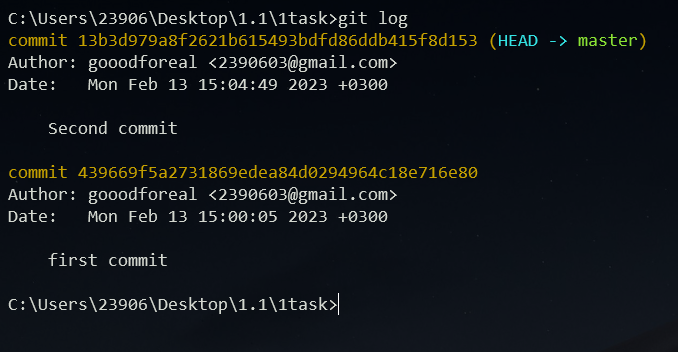 C:\Users\23906\Desktop\1.1\1task>git log
commit 13b3d979a8f2621b615493bdfd86ddb415f8d153 (HEAD -> master)
Author: gooodforeal <2390603@gmail.com>
Date:   Mon Feb 13 15:04:49 2023 +0300
    Second commit
commit 439669f5a2731869edea84d0294964c18e716e80
Author: gooodforeal <2390603@gmail.com>
Date:   Mon Feb 13 15:00:05 2023 +0300
    first commit
C:\Users\23906\Desktop\1.1\1task>